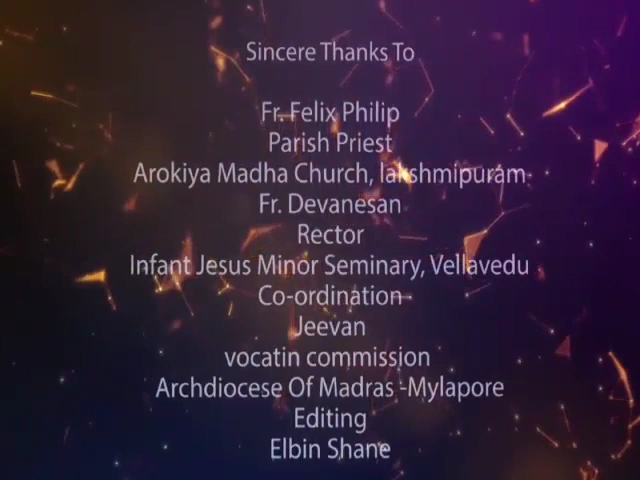 Sincere Thanks To
Fr. Felix Philip
Parish Priest
Arokiya Madha Church, lakshmipuram
Fr. Devanesan
Rector
Infant Jesus Minor Seminary, Vellavedu
Co-ordination
Jeevan
vocatin commission
Archdiocese Of Madras -Mylapore
Editing
Elbin Shane